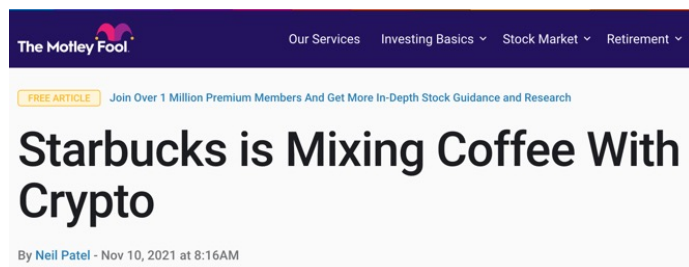 The Motley Fool. Our Services Investing Basics Stock Market Retirement
FREE ARTICLE Join Over 1 Million Premium Members And Get More In-Depth Stock Guidance and Research
Starbucks is Mixing Coffee With
Crypto
By Neil Patel - Nov 10, 2021 at 8:16AM